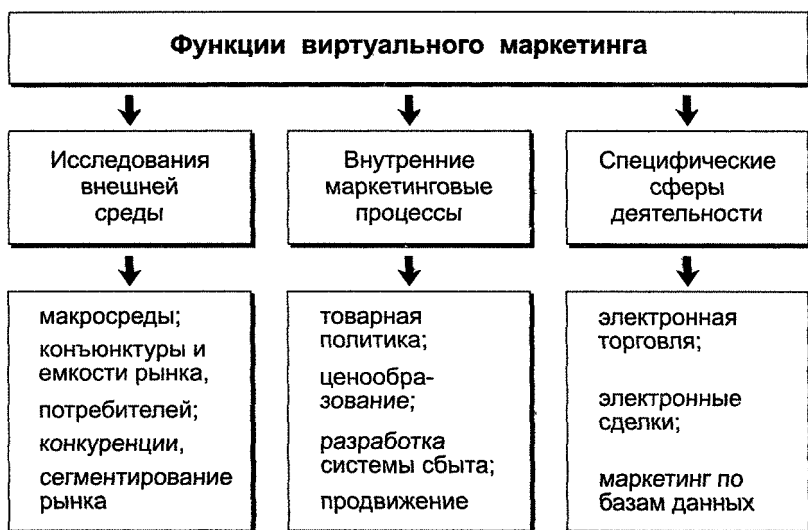 Функции виртуального маркетинга
Исследования
внешней
среды
Внутренние
маркетинговые
процессы
Специфические
сферы
деятельности
макросреды;
конъюнктуры и
емкости рынка,
потребителей;
конкуренции,
сегментирование
рынка
товарная
политика;
ценообра-
зование;
разработка
системы сбыта;
продвижение
электронная
торговля;
электронные
сделки;
маркетинг по
базам данных